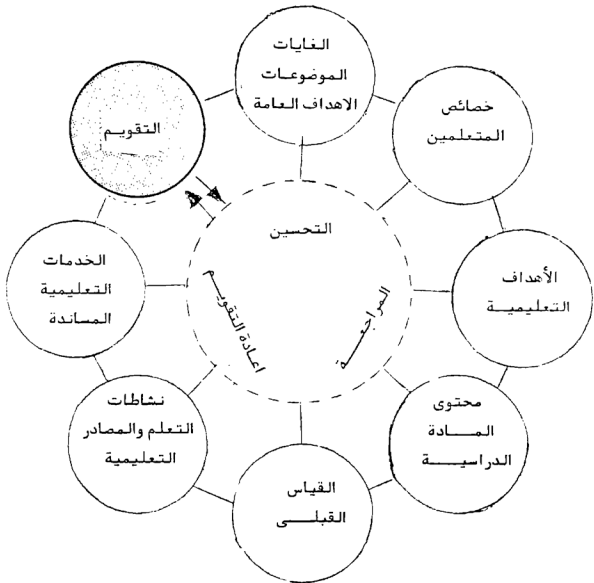 الغايات
الموضوعات
الاهداف العامة
خصائص
المتعلمين
الأهداف
التعليمية
محتوى
المادة
الدراسية
القياس
القبلى
نشاطات
التعلم والمصادر
التعليمية
الخدمات
التعليمية
المساندة
التقويم
التحسين
المراجعة
اعادة التقويم